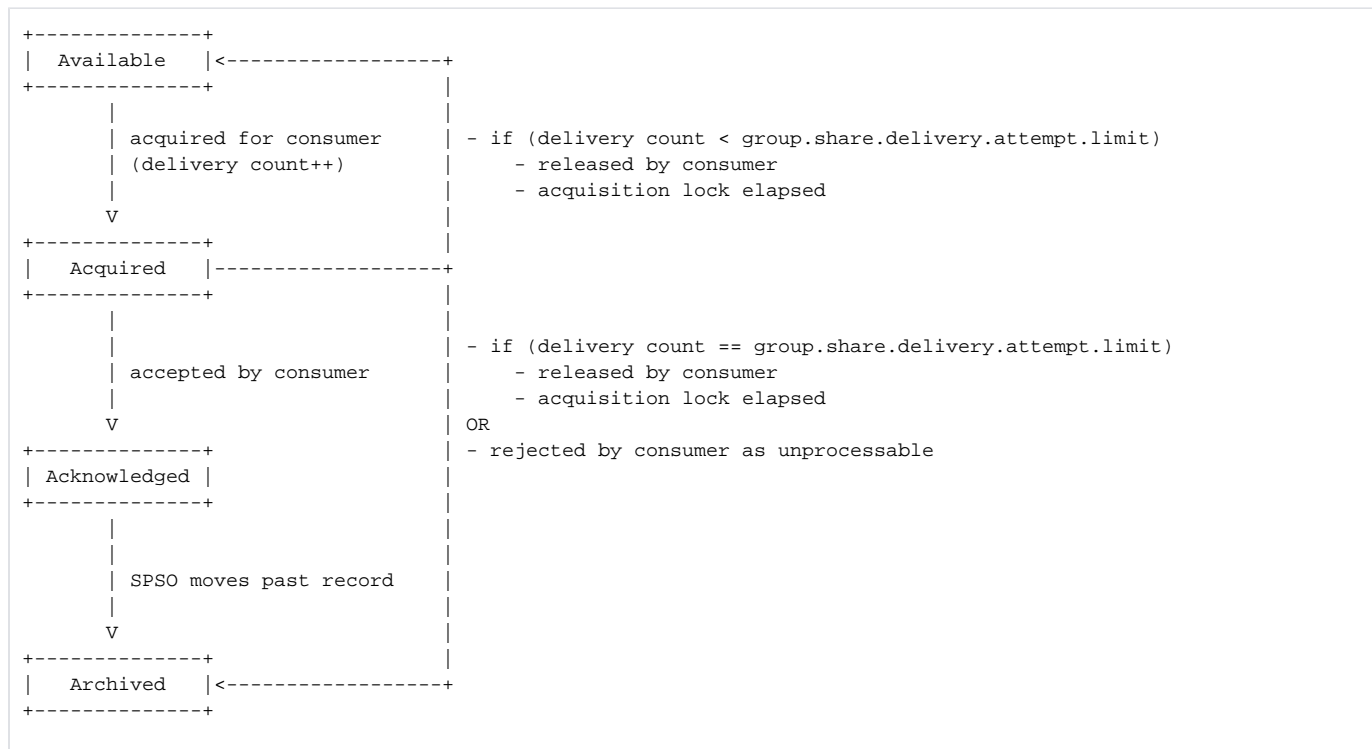 +--------------+
|  Available   |<------------------+
+--------------+                   |
       |                           |
       | acquired for consumer     | - if (delivery count < group.share.delivery.attempt.limit)
       | (delivery count++)        |     - released by consumer
       |                           |     - acquisition lock elapsed
       V                           |
+--------------+                   |
|   Acquired   |-------------------+
+--------------+                   |
       |                           |
       |                           | - if (delivery count == group.share.delivery.attempt.limit)
       | accepted by consumer      |     - released by consumer
       |                           |     - acquisition lock elapsed
       V                           | OR
+--------------+                   | - rejected by consumer as unprocessable
| Acknowledged |                   |
+--------------+                   |
       |                           |
       |                           |
       | SPSO moves past record    |
       |                           |
       V                           |
+--------------+                   |
|   Archived   |<------------------+
+--------------+